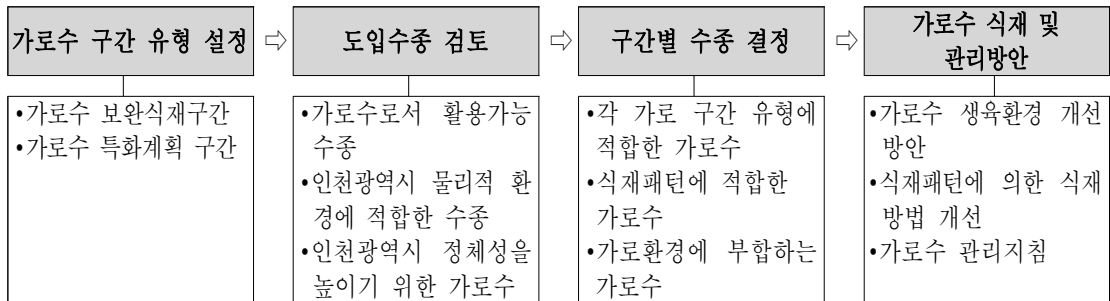 가로수 구간 유형 설정
⇨
도입수종 검토
⇨
구간별 수종 결정
⇨
가로수 식재 및
관리방안
•가로수 보완식재구간
•가로수 특화계획 구간
•가로수로서 활용가능
수종
•인천광역시 물리적 환
경에 적합한 수종
•인천광역시 정체성을
높이기 위한 가로수
•각 가로 구간 유형에
적합한 가로수
•식재패턴에 적합한
가로수
•가로환경에 부합하는
가로수
•가로수 생육환경 개선
방안
•식재패턴에 의한 식재
방법 개선
•가로수 관리지침